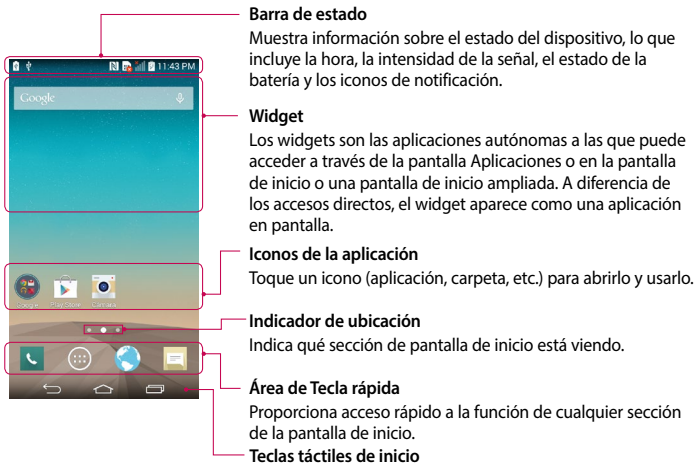 Barra de estado
Muestra información sobre el estado del dispositivo, lo que
incluye la hora, la intensidad de la señal, el estado de la
batería y los iconos de notificación.
11:43 PM
Google
Widget
Los widgets son las aplicaciones autónomas a las que puede
acceder a través de la pantalla Aplicaciones o en la pantalla
de inicio o una pantalla de inicio ampliada. A diferencia de
los accesos directos, el widget aparece como una aplicación
en pantalla.
Iconos de la aplicación
Toque un icono (aplicación, carpeta, etc.) para abrirlo y usarlo.
Google Play Store Cámara
Indicador de ubicación
Indica qué sección de pantalla de inicio está viendo.
Área de Tecla rápida
Proporciona acceso rápido a la función de cualquier sección
de la pantalla de inicio.
Teclas táctiles de inicio